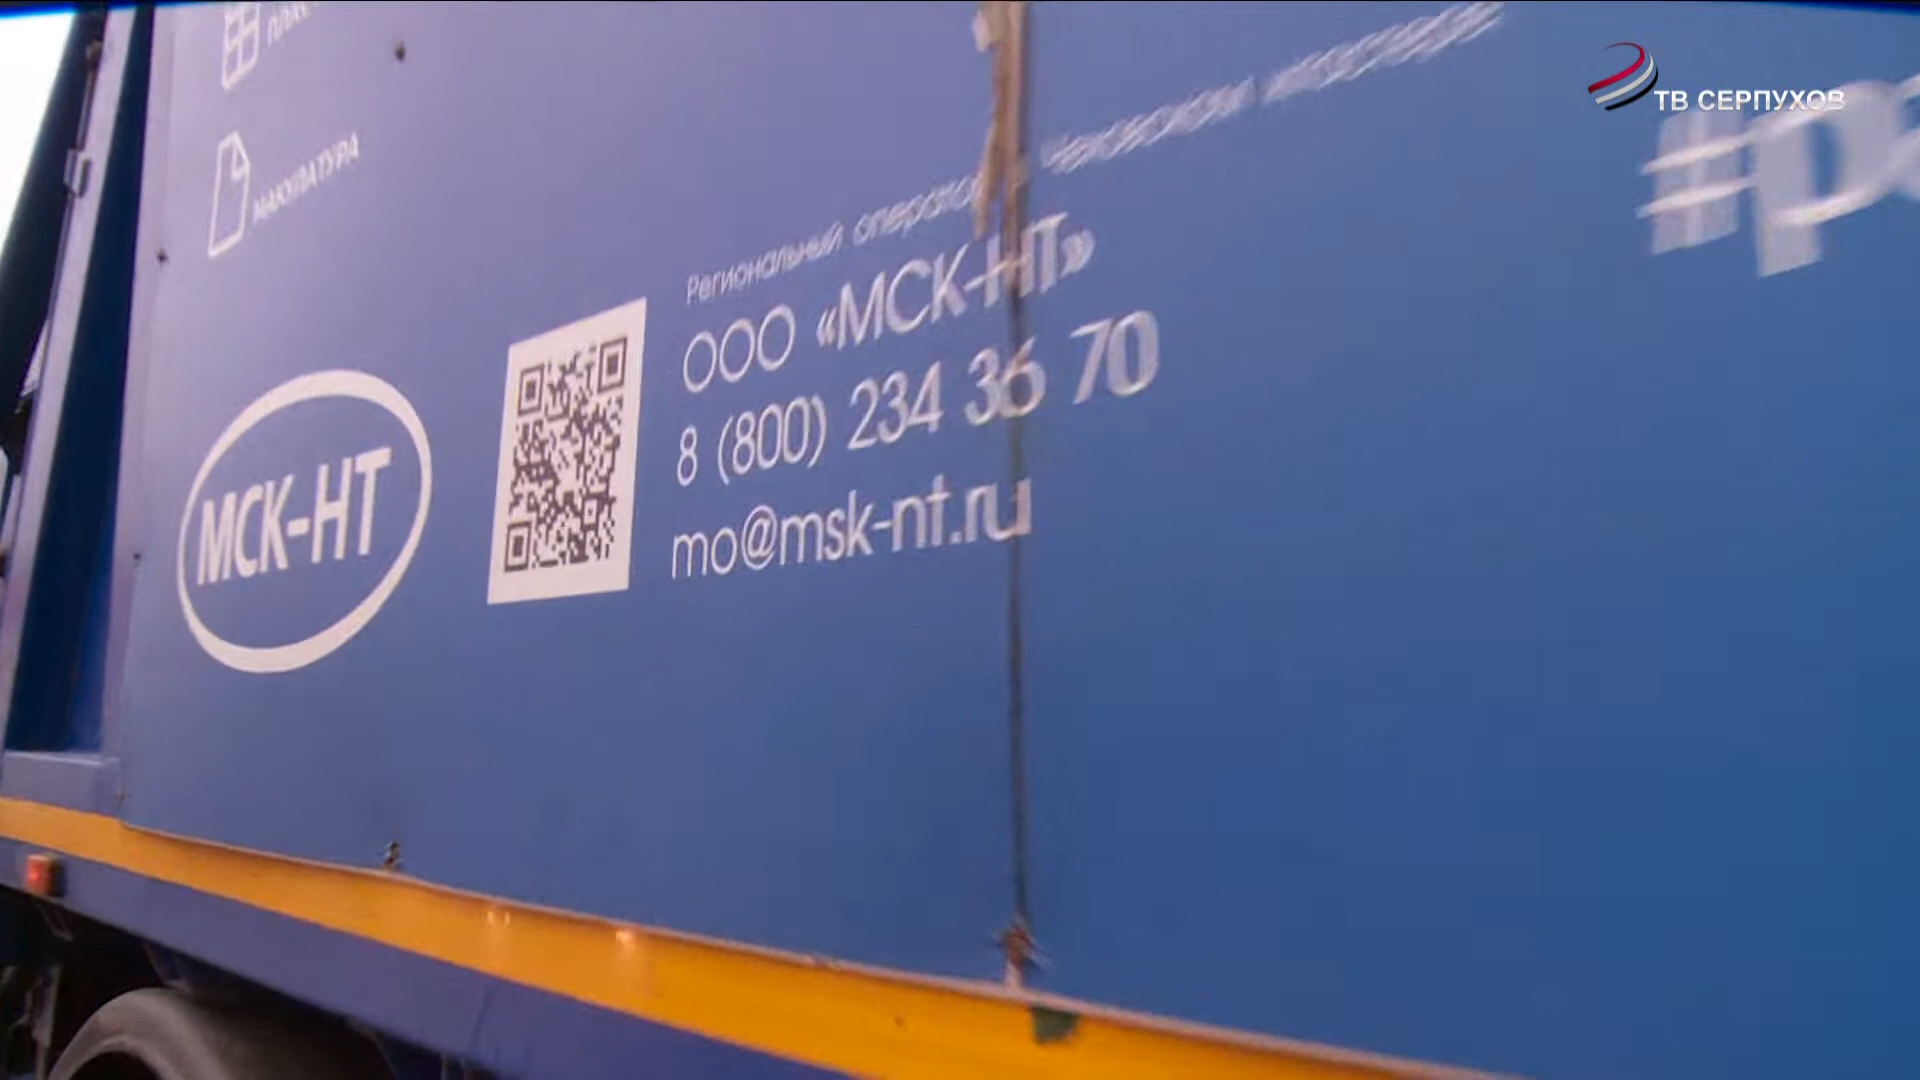 ТВ СЕРПУХОВ
МАКУЛАТУРА
Региональный оператор
ООО «МСК-НТ»
8 (800) 234 36 70
mo@msk-nt.ru
МСК-НТ